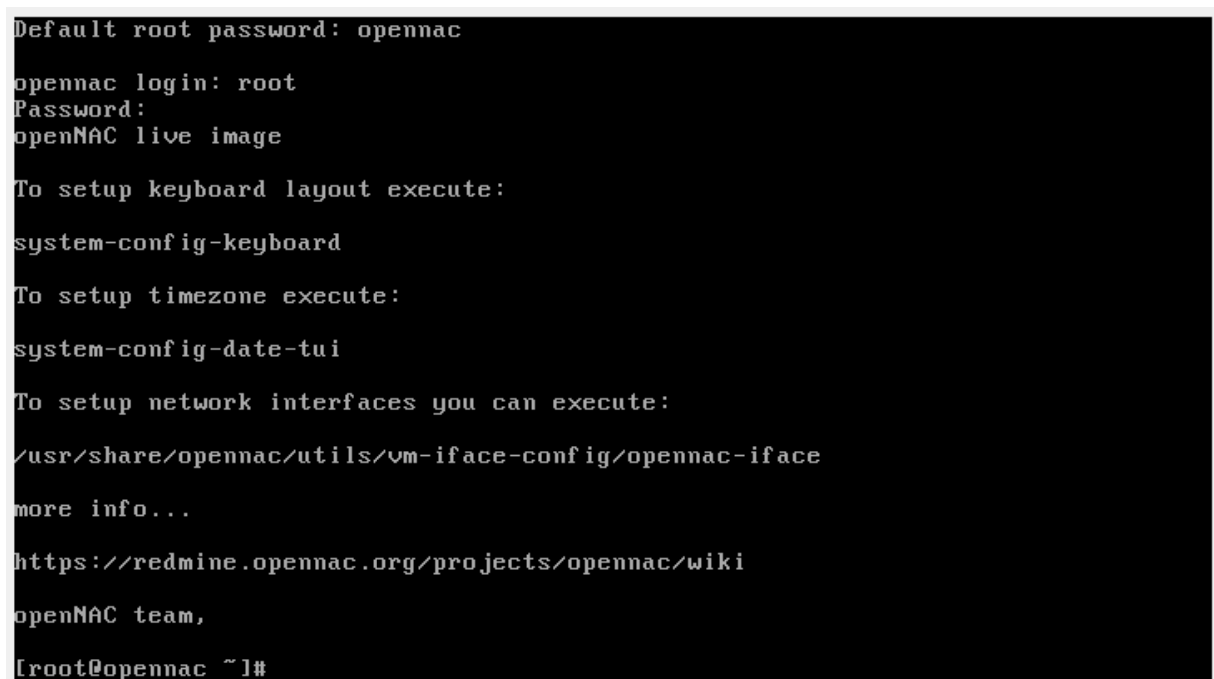 Default root password: opennac
opennac login: root
Password:
openNAC live image
To setup keyboard layout execute:
system-config-keyboard
To setup timezone execute:
system-config-date-tui
To setup network interfaces you can execute:
/usr/share/opennac/utils/vm-iface-config/opennac-iface
more info...
https://redmine.opennac.org/projects/opennac/wiki
openNAC team,
[root@opennac ~]#